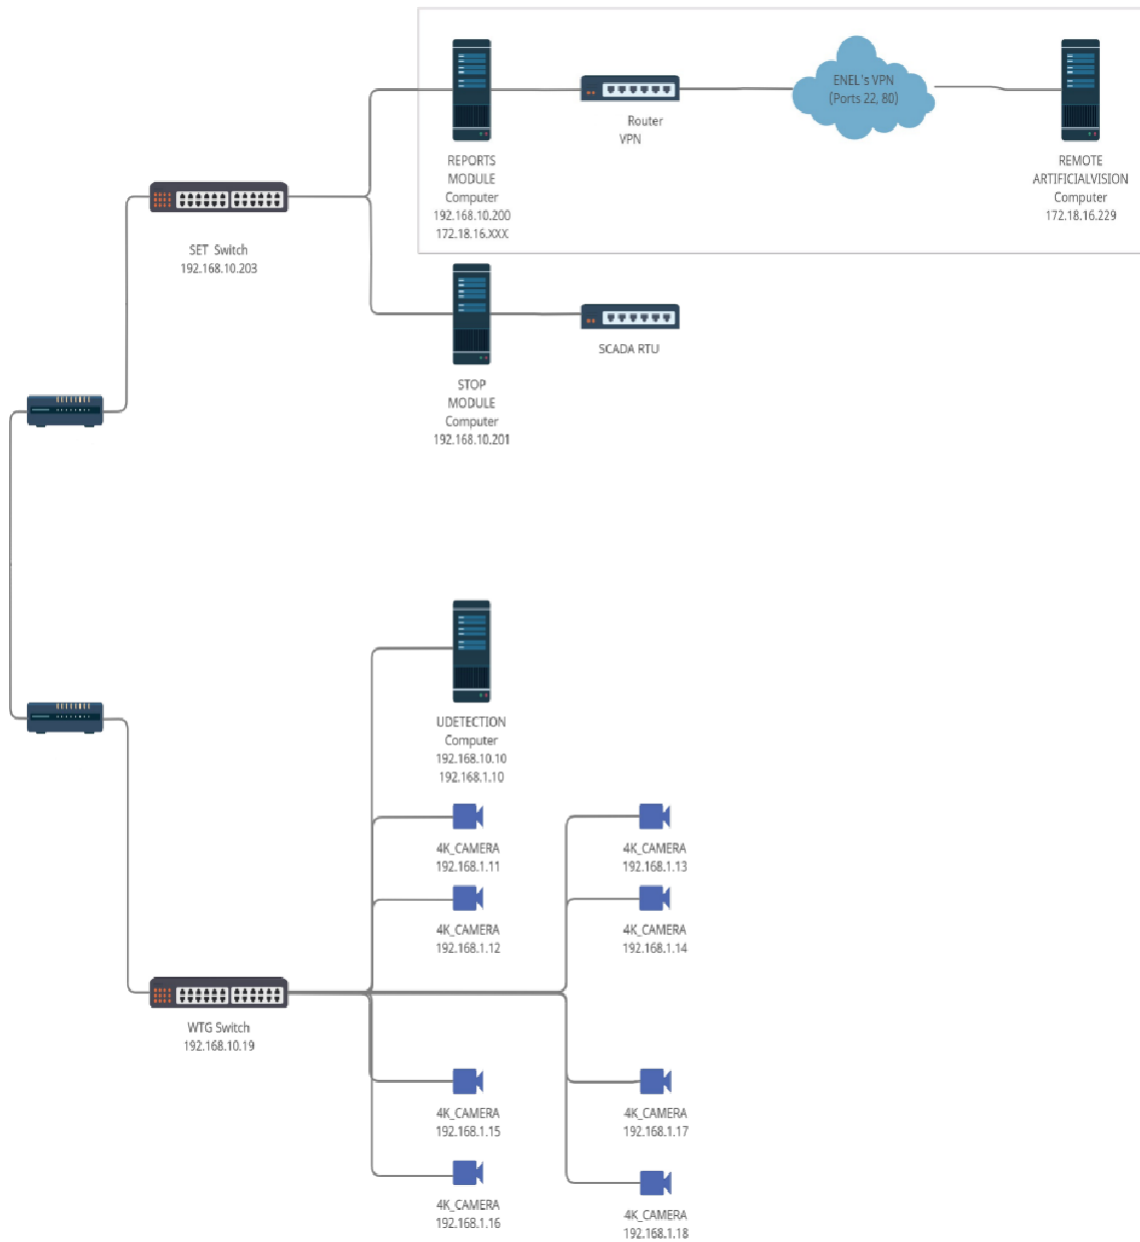 ENEL's VPN
(Ports 22, 80)
Router
VPN
REPORTS
MODULE
Computer
192.168.10.200
172.18.16.XXX
REMOTE
ARTIFICIALVISION
Computer
172.18.16.229
SET Switch
192.168.10.203
SCADA RTU
STOP
MODULE
Computer
192.168.10.201
UDETECTION
Computer
192.168.10.10
192.168.1.10
4K_CAMERA
192.168.1.11
4K_CAMERA
192.168.1.13
4K_CAMERA
192.168.1.12
4K_CAMERA
192.168.1.14
WTG Switch
192.168.10.19
4K_CAMERA
192.168.1.15
4K_CAMERA
192.168.1.17
4K_CAMERA
192.168.1.16
4K_CAMERA
192.168.1.18